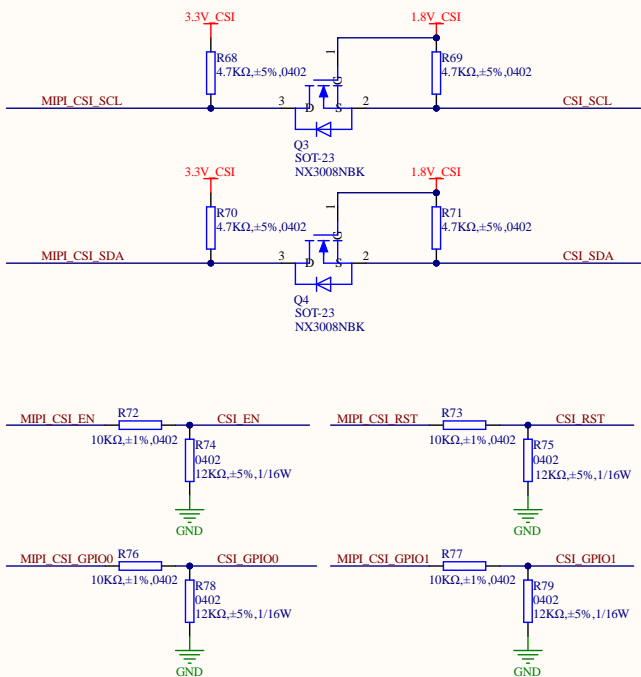 3.3V_CSI
1.8V_CSI
R68
4.7KΩ,±5%,0402
1
G
R69
4.7KΩ,±5%,0402
MIPI_CSI_SCL
3
D
S
2
CSI_SCL
Q3
SOT-23
NX3008NBK
3.3V_CSI
1.8V_CSI
R70
4.7KΩ,±5%,0402
1
G
R71
4.7KΩ,±5%,0402
MIPI_CSI_SDA
3
D
S
2
CSI_SDA
Q4
SOT-23
NX3008NBK
MIPI_CSI_EN
R72
10KΩ,±1%,0402
CSI_EN
R74
0402
12KΩ,±5%,1/16W
GND
MIPI_CSI_RST
R73
10KΩ,±1%,0402
CSI_RST
R75
0402
12KΩ,±5%,1/16W
GND
MIPI_CSI_GPIO0
R76
10KΩ,±1%,0402
CSI_GPIO0
R78
0402
12KΩ,±5%,1/16W
GND
MIPI_CSI_GPIO1
R77
10KΩ,±1%,0402
CSI_GPIO1
R79
0402
12KΩ,±5%,1/16W
GND